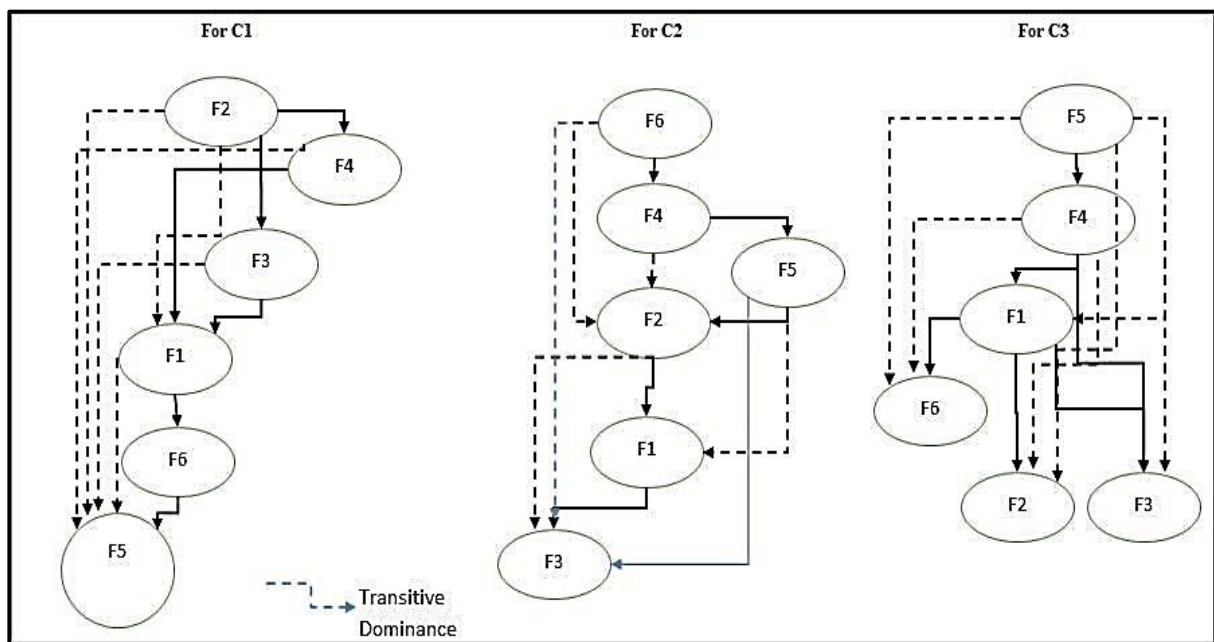 For C1
F2
F4
F3
F1
F6
F5
Transitive
Dominance
For C2
F6
F4
F5
F2
F1
F3
For C3
F5
F4
F1
F6
F2
F3